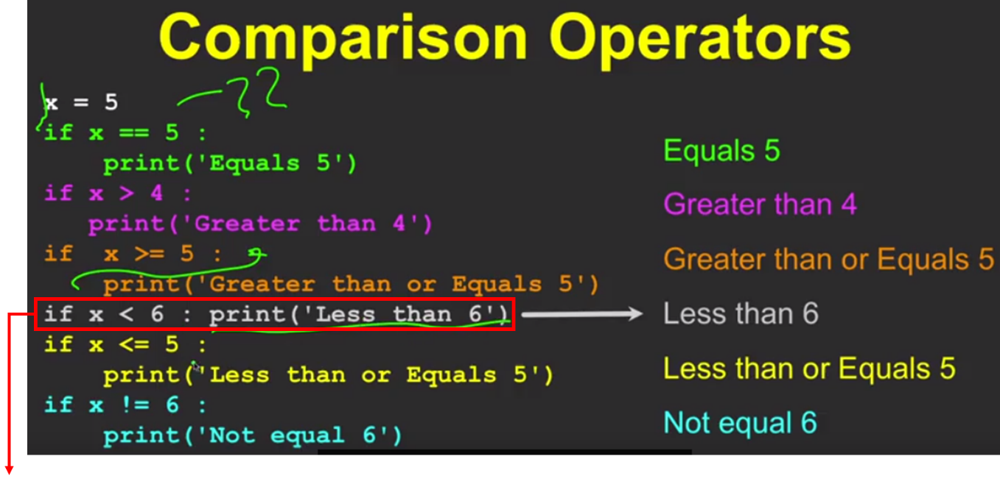 Comparison Operators
x = 5
if x == 5 :
    print('Equals 5')
if x > 4 :
   print('Greater than 4')
if  x >= 5 :
    print('Greater than or Equals 5')
if x < 6 : print('Less than 6')
if x <= 5 :
    print('Less than or Equals 5')
if x != 6 :
    print('Not equal 6')
Equals 5
Greater than 4
Greater than or Equals 5
Less than 6
Less than or Equals 5
Not equal 6